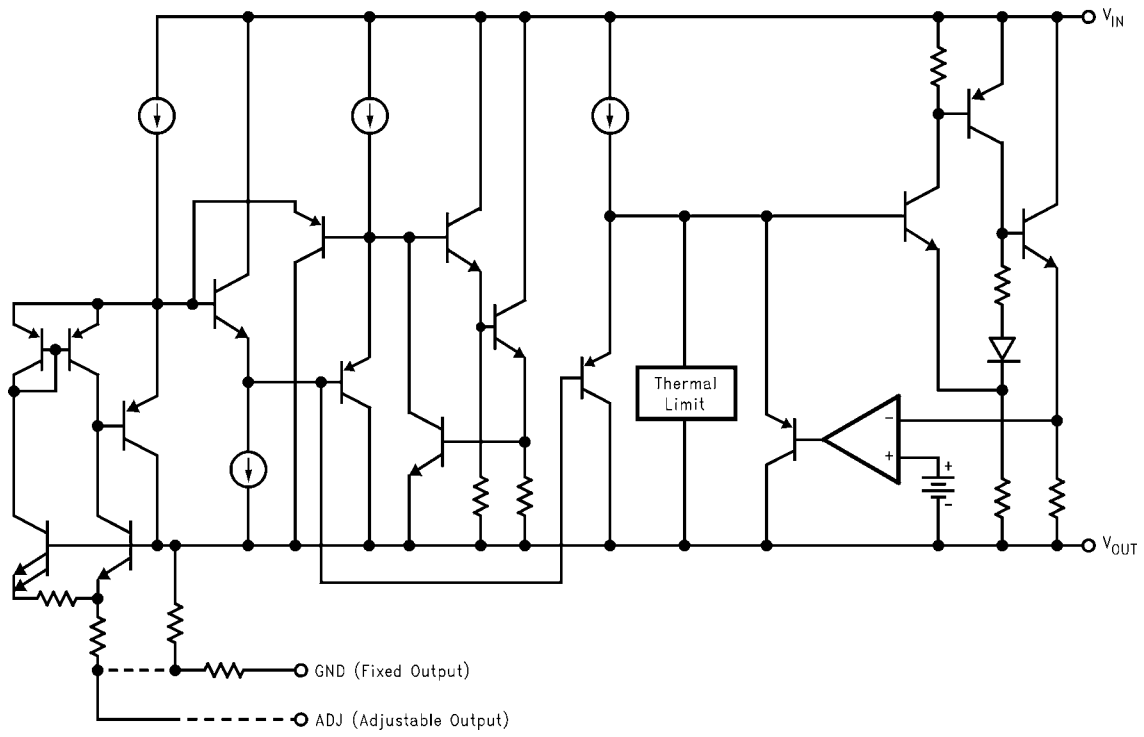 V_IN
Thermal
Limit
−
+
+
−
V_OUT
GND (Fixed Output)
ADJ (Adjustable Output)